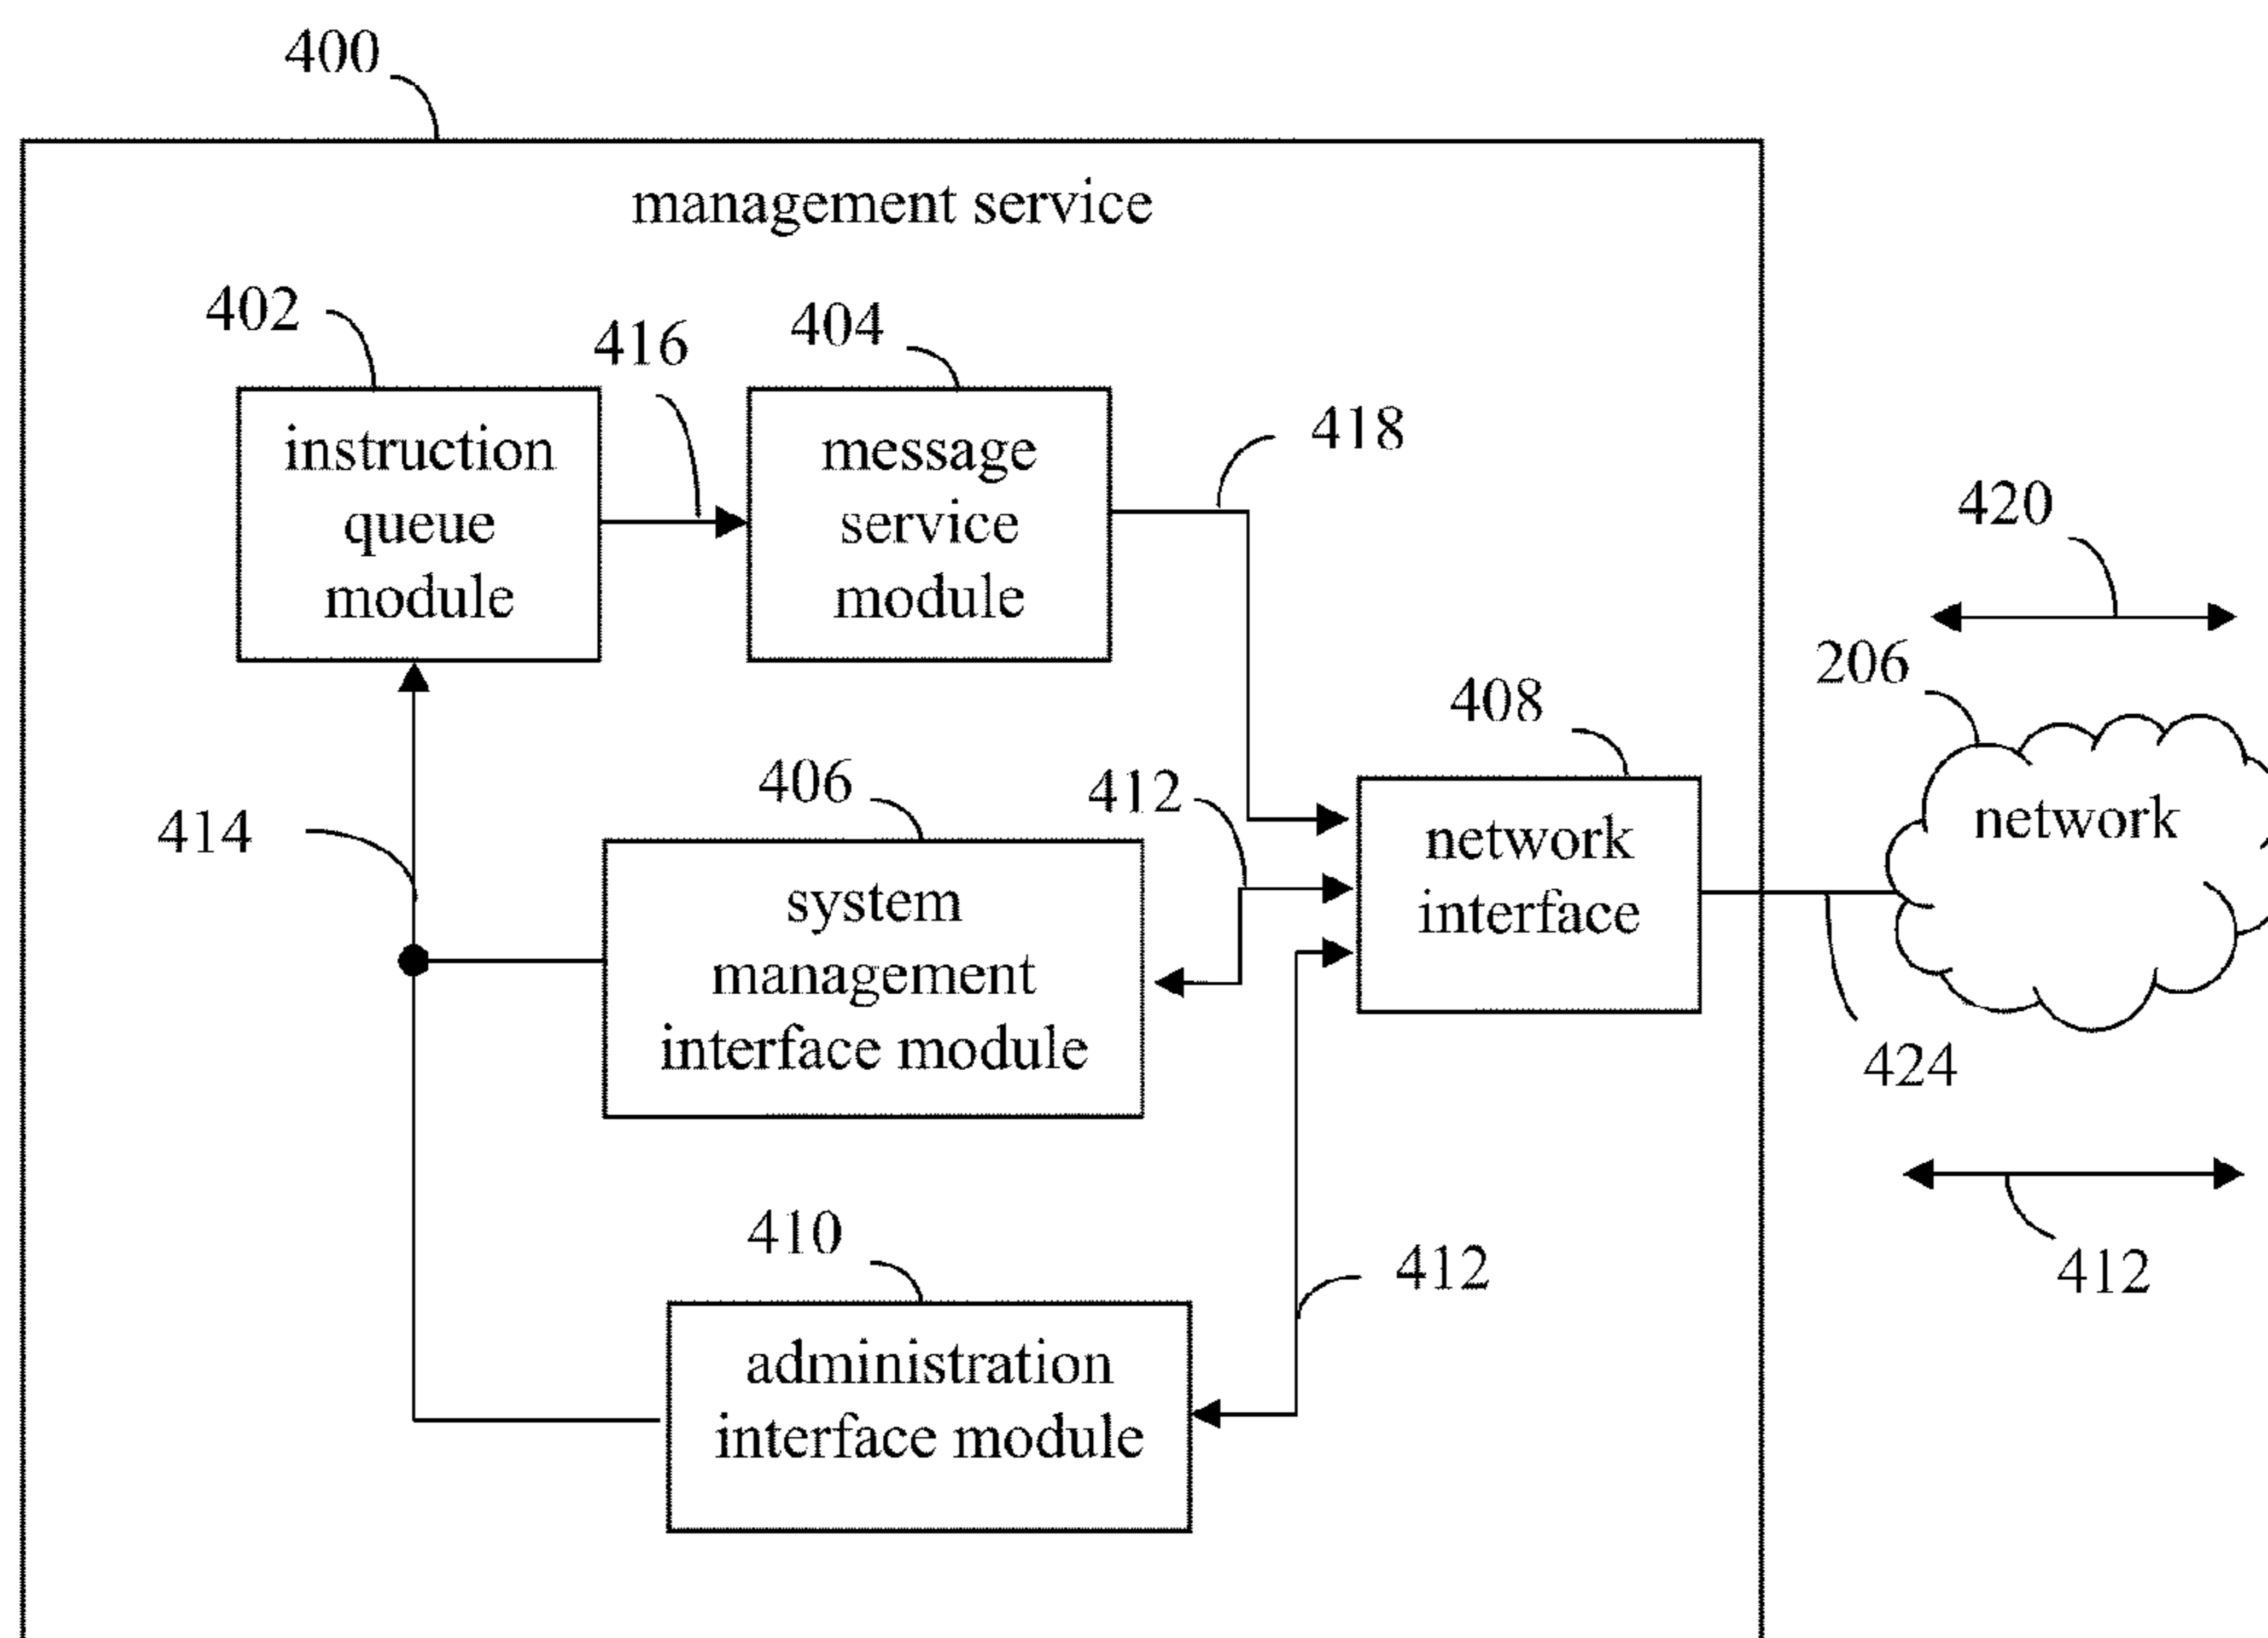 400
management service
402
416
404
418
instruction
queue
module
message
service
module
420
206
408
406
412
414
network
interface
network
system
management
interface module
424
410
412
412
administration
interface module